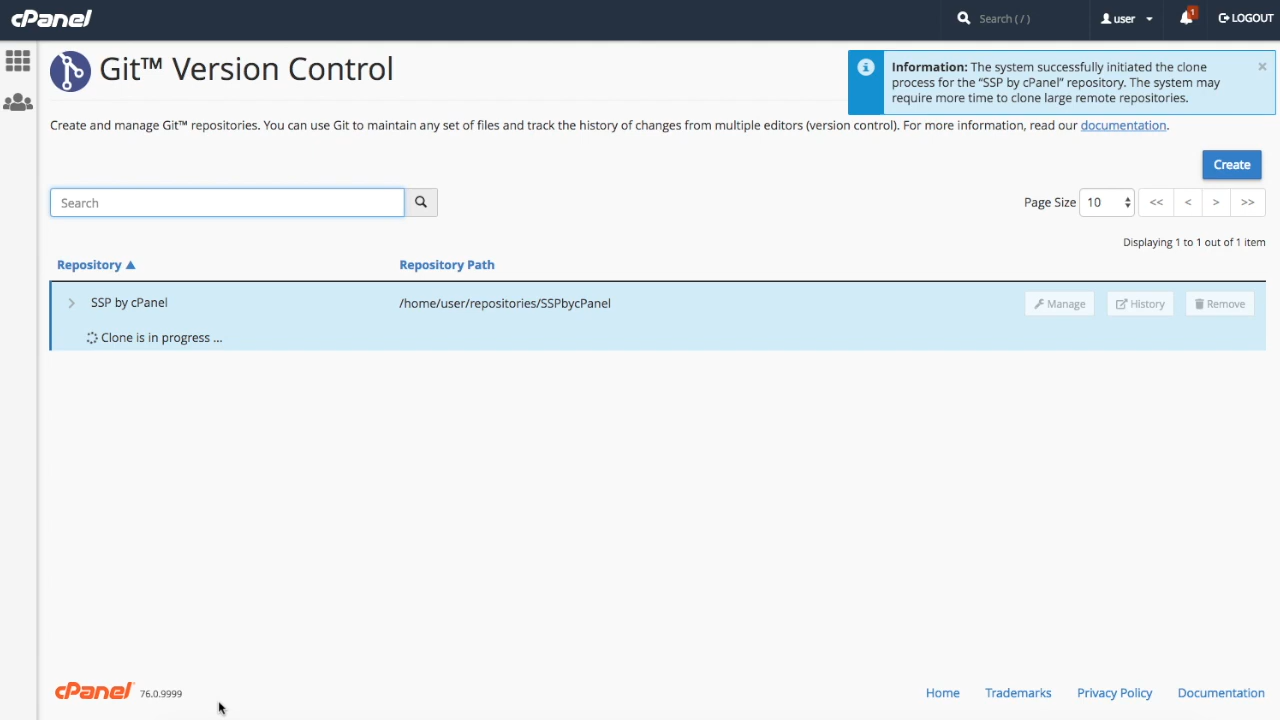 cPanel
Search ( / )
user
1
LOGOUT
Git™ Version Control
Information: The system successfully initiated the clone
process for the “SSP by cPanel” repository. The system may
require more time to clone large remote repositories.
×
Create and manage Git™ repositories. You can use Git to maintain any set of files and track the history of changes from multiple editors (version control). For more information, read our documentation.
Create
Search
Page Size 10 << < > >>
Displaying 1 to 1 out of 1 item
Repository ▲ Repository Path
SSP by cPanel /home/user/repositories/SSPbycPanel Manage History Remove
Clone is in progress ...
cPanel 76.0.9999 Home Trademarks Privacy Policy Documentation